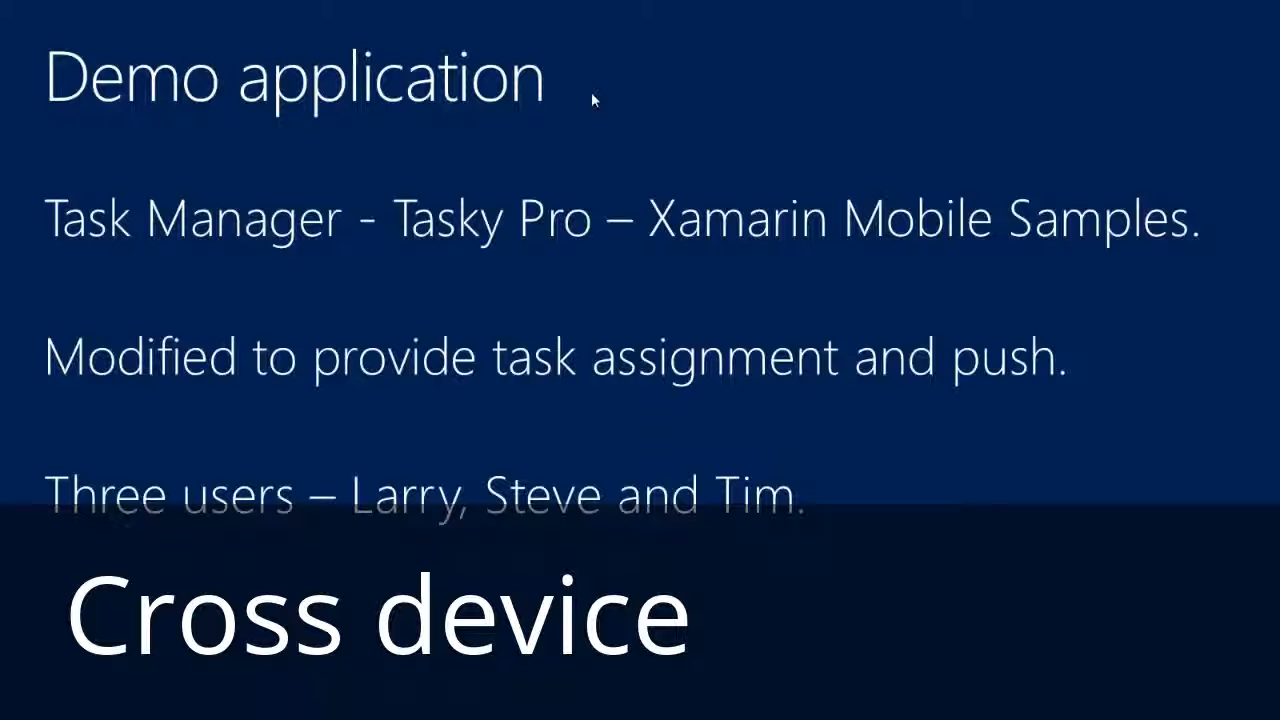 Demo application
Task Manager - Tasky Pro – Xamarin Mobile Samples.
Modified to provide task assignment and push.
Three users – Larry, Steve and Tim.
Cross device